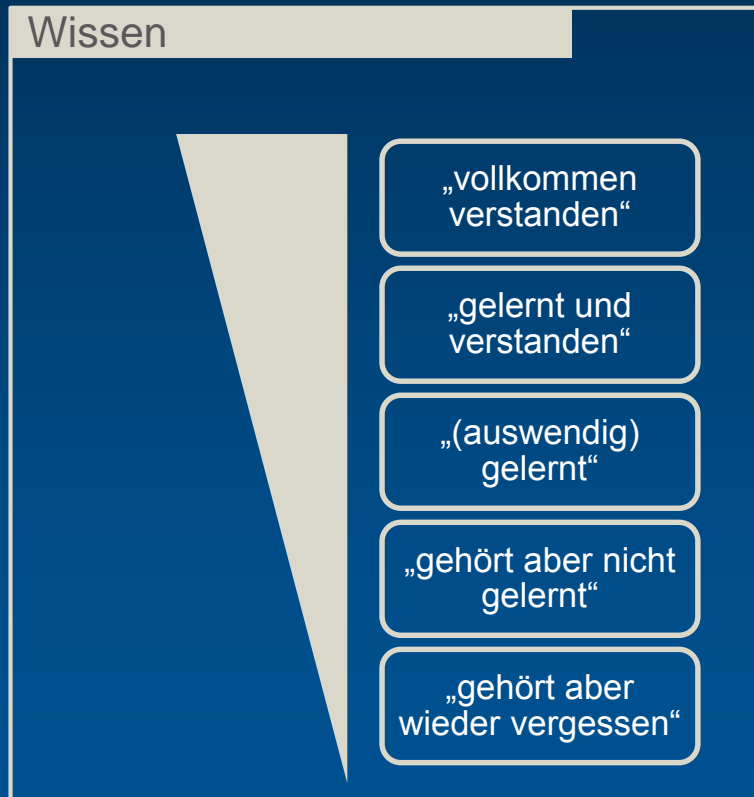 Wissen
„vollkommen
verstanden“
„gelernt und
verstanden“
„(auswendig)
gelernt“
„gehört aber nicht
gelernt“
„gehört aber
wieder vergessen“